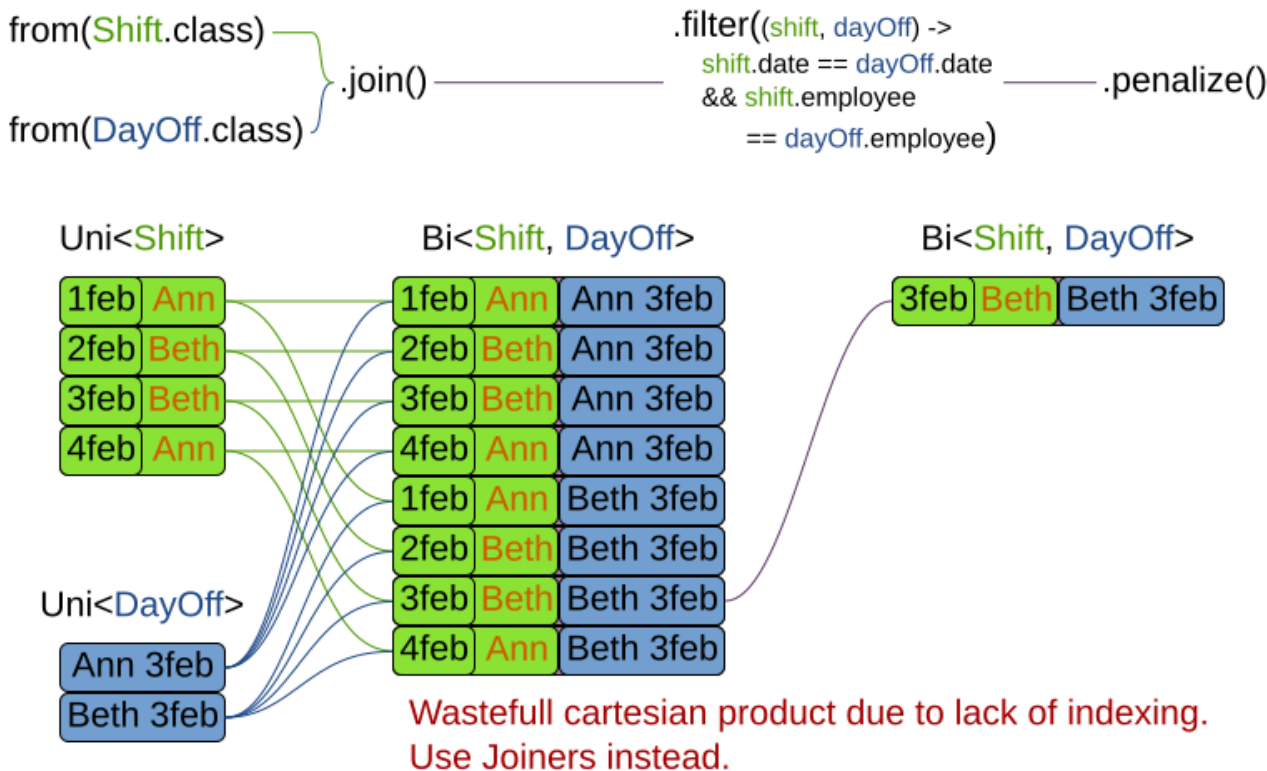 from(Shift.class)
from(DayOff.class)
.join()
.filter((shift, dayOff) ->
shift.date == dayOff.date
&& shift.employee
== dayOff.employee)
.penalize()
Uni<Shift>
1feb Ann
2feb Beth
3feb Beth
4feb Ann
Uni<DayOff>
Ann 3feb
Beth 3feb
Bi<Shift, DayOff>
1feb Ann Ann 3feb
2feb Beth Ann 3feb
3feb Beth Ann 3feb
4feb Ann Ann 3feb
1feb Ann Beth 3feb
2feb Beth Beth 3feb
3feb Beth Beth 3feb
4feb Ann Beth 3feb
Bi<Shift, DayOff>
3feb Beth Beth 3feb
Wastefull cartesian product due to lack of indexing.
Use Joiners instead.